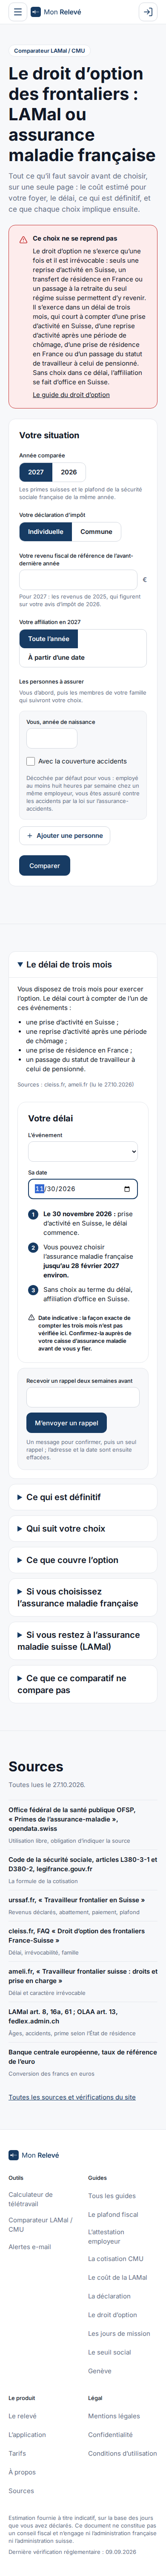 Mon Relevé
Comparateur LAMal / CMU
Le droit d'option
des frontaliers :
LAMal ou
assurance
maladie française
Tout ce qu'il faut savoir avant de choisir,
sur une seule page : le coût estimé pour
votre foyer, le délai, ce qui est définitif, et
ce que chaque choix implique ensuite.
Ce choix ne se reprend pas
Le droit d'option ne s'exerce qu'une
fois et il est irrévocable : seule une
reprise d'activité en Suisse, un
transfert de résidence en France ou
un passage à la retraite du seul
régime suisse permettent d'y revenir.
Il s'exerce dans un délai de trois
mois, qui court à compter d'une prise
d'activité en Suisse, d'une reprise
d'activité après une période de
chômage, d'une prise de résidence
en France ou d'un passage du statut
de travailleur à celui de pensionné.
Sans choix dans ce délai, l'affiliation
se fait d'office en Suisse.
Le guide du droit d'option
Votre situation
Année comparée
2027 2026
Les primes suisses et le plafond de la sécurité
sociale française de la même année.
Votre déclaration d'impôt
Individuelle Commune
Votre revenu fiscal de référence de l'avant-
dernière année
€
Pour 2027 : les revenus de 2025, qui figurent
sur votre avis d'impôt de 2026.
Votre affiliation en 2027
Toute l'année
À partir d'une date
Les personnes à assurer
Vous d'abord, puis les membres de votre famille
qui suivront votre choix.
Vous, année de naissance
Avec la couverture accidents
Décochée par défaut pour vous : employé
au moins huit heures par semaine chez un
même employeur, vous êtes assuré contre
les accidents par la loi sur l'assurance-
accidents.
+ Ajouter une personne
Comparer
▼ Le délai de trois mois
Vous disposez de trois mois pour exercer
l'option. Le délai court à compter de l'un de
ces événements :
• une prise d'activité en Suisse ;
• une reprise d'activité après une période
de chômage ;
• une prise de résidence en France ;
• un passage du statut de travailleur à
celui de pensionné.
Sources : cleiss.fr, ameli.fr (lu le 27.10.2026)
Votre délai
L'événement
Sa date
11/30/2026
1 Le 30 novembre 2026 : prise
d'activité en Suisse, le délai
commence.
2 Vous pouvez choisir
l'assurance maladie française
jusqu'au 28 février 2027
environ.
3 Sans choix au terme du délai,
affiliation d'office en Suisse.
Date indicative : la façon exacte de
compter les trois mois n'est pas
vérifiée ici. Confirmez-la auprès de
votre caisse d'assurance maladie
avant de vous y fier.
Recevoir un rappel deux semaines avant
M'envoyer un rappel
Un message pour confirmer, puis un seul
rappel ; l'adresse et la date sont ensuite
effacées.
► Ce qui est définitif
► Qui suit votre choix
► Ce que couvre l'option
► Si vous choisissez
l'assurance maladie française
► Si vous restez à l'assurance
maladie suisse (LAMal)
► Ce que ce comparatif ne
compare pas
Sources
Toutes lues le 27.10.2026.
Office fédéral de la santé publique OFSP,
« Primes de l'assurance-maladie »,
opendata.swiss
Utilisation libre, obligation d'indiquer la source
Code de la sécurité sociale, articles L380-3-1 et
D380-2, legifrance.gouv.fr
La formule de la cotisation
urssaf.fr, « Travailleur frontalier en Suisse »
Revenus déclarés, abattement, paiement, plafond
cleiss.fr, FAQ « Droit d'option des frontaliers
France-Suisse »
Délai, irrévocabilité, famille
ameli.fr, « Travailleur frontalier suisse : droits et
prise en charge »
Délai et caractère irrévocable
LAMal art. 8, 16a, 61 ; OLAA art. 13,
fedlex.admin.ch
Âges, accidents, prime selon l'État de résidence
Banque centrale européenne, taux de référence
de l'euro
Conversion des francs en euros
Toutes les sources et vérifications du site
Mon Relevé
Outils
Calculateur de
télétravail
Comparateur LAMal /
CMU
Alertes e-mail
Guides
Tous les guides
Le plafond fiscal
L'attestation
employeur
La cotisation CMU
Le coût de la LAMal
La déclaration
Le droit d'option
Les jours de mission
Le seuil social
Genève
Le produit
Le relevé
L'application
Tarifs
À propos
Sources
Légal
Mentions légales
Confidentialité
Conditions d'utilisation
Estimation fournie à titre indicatif, sur la base des jours
que vous avez déclarés. Ce document ne constitue pas
un conseil fiscal et n'engage ni l'administration française
ni l'administration suisse.
Dernière vérification réglementaire : 09.09.2026